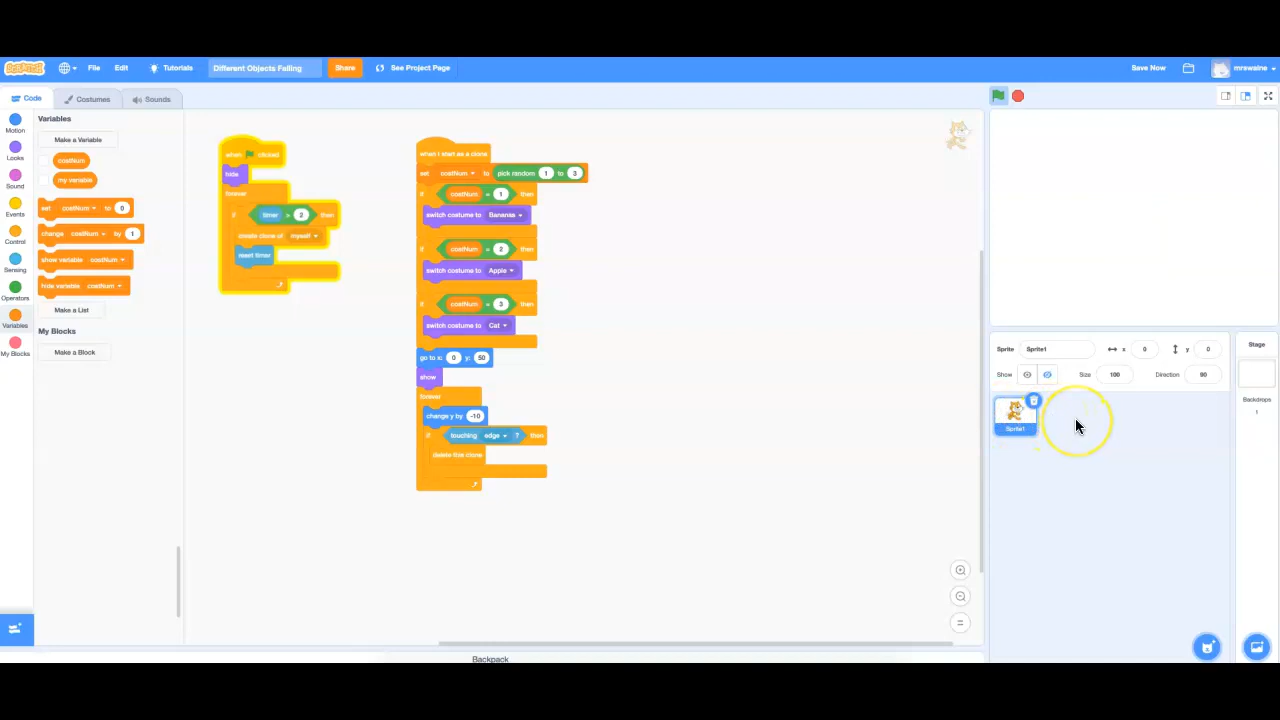 SCRATCH
File
Edit
Tutorials
Different Objects Falling
Share
See Project Page
Save Now
mrswaine
Code
Costumes
Sounds
Motion
Looks
Sound
Events
Control
Sensing
Operators
Variables
My Blocks
Variables
Make a Variable
costNum
my variable
set costNum to 0
change costNum by 1
show variable costNum
hide variable costNum
Make a List
My Blocks
Make a Block
when clicked
hide
forever
if timer > 2 then
create clone of myself
reset timer
when I start as a clone
set costNum to pick random 1 to 3
if costNum = 1 then
switch costume to Bananas
if costNum = 2 then
switch costume to Apple
if costNum = 3 then
switch costume to Cat
go to x: 0 y: 50
show
forever
change y by -10
if touching edge ? then
delete this clone
Backpack
Sprite Sprite1 x 0 y 0
Show Size 100 Direction 90
Sprite1
Stage
Backdrops
1